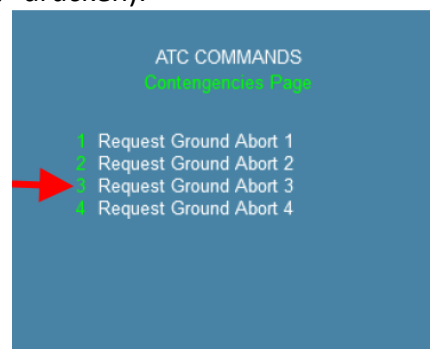 ATC COMMANDS
Contengencies Page
1 Request Ground Abort 1
2 Request Ground Abort 2
3 Request Ground Abort 3
4 Request Ground Abort 4